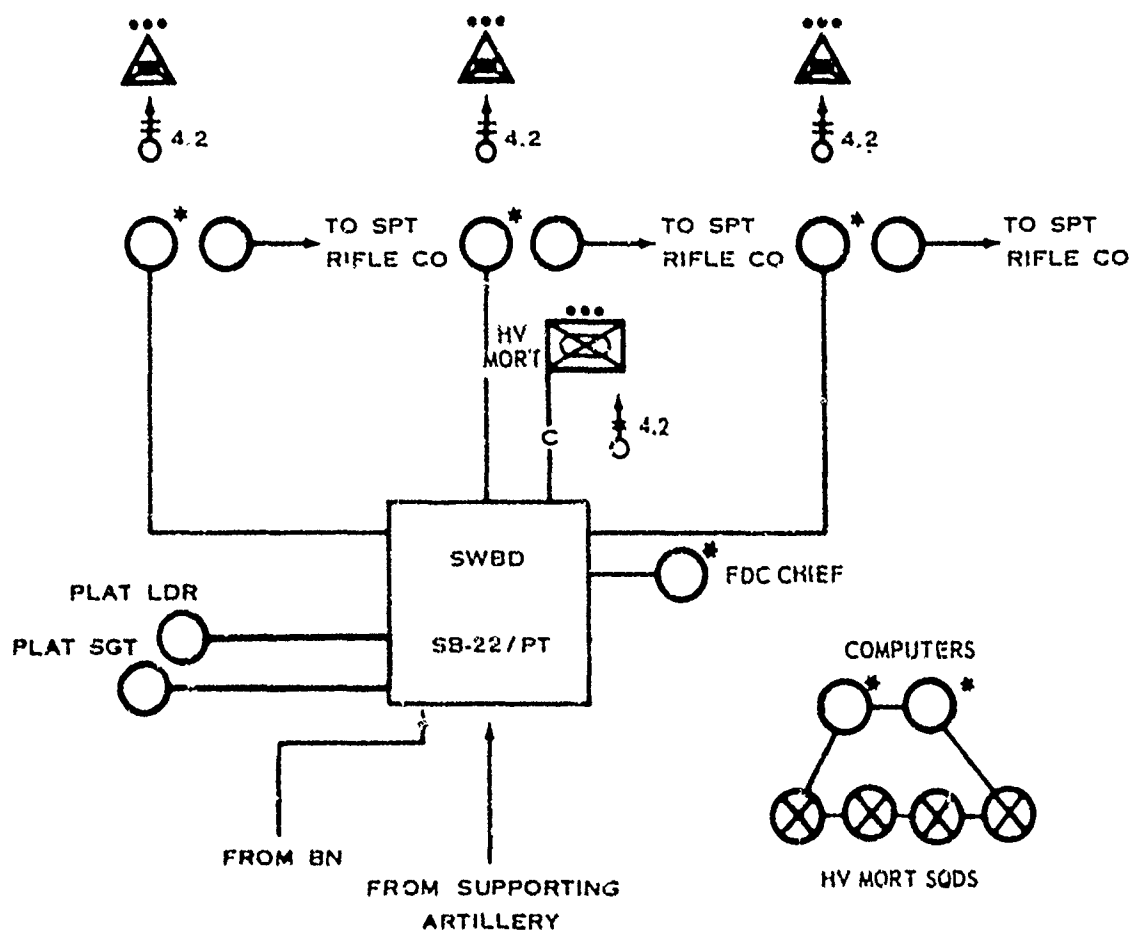 4.2
4.2
4.2
*
*
*
TO SPT
RIFLE CO
TO SPT
RIFLE CO
TO SPT
RIFLE CO
HV
MORT
C
4.2
SWBD
SB-22/PT
*
FDC CHIEF
PLAT LDR
PLAT SGT
COMPUTERS
*
*
FROM BN
FROM SUPPORTING
ARTILLERY
HV MORT SQDS